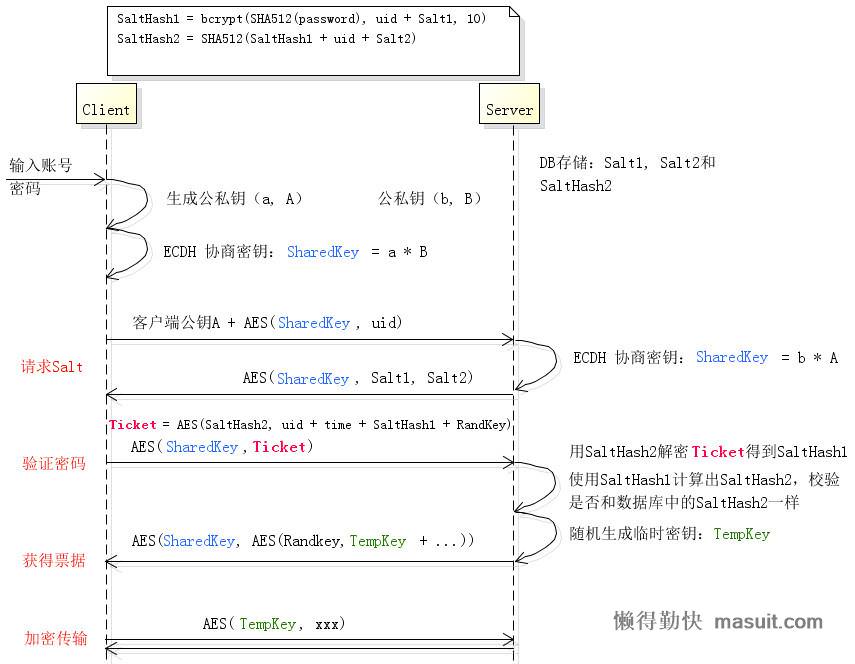 SaltHash1 = bcrypt(SHA512(password), uid + Salt1, 10)
SaltHash2 = SHA512(SaltHash1 + uid + Salt2)
Client
Server
输入账号
密码
DB存储: Salt1, Salt2和
SaltHash2
生成公私钥（a, A）
公私钥（b, B）
ECDH 协商密钥: SharedKey = a * B
客户端公钥A + AES(SharedKey, uid)
ECDH 协商密钥: SharedKey = b * A
请求Salt
AES(SharedKey, Salt1, Salt2)
Ticket = AES(SaltHash2, uid + time + SaltHash1 + RandKey)
AES(SharedKey,Ticket)
验证密码
用SaltHash2解密Ticket得到SaltHash1
使用SaltHash1计算出SaltHash2, 校验
是否和数据库中的SaltHash2一样
随机生成临时密钥: TempKey
AES(SharedKey, AES(Randkey,TempKey + ...))
获得票据
AES(TempKey, xxx)
加密传输
懒得勤快 masuit.com